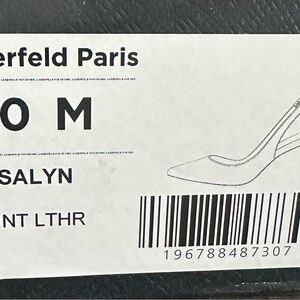 erfeld Paris
0 M
SALYN
NT LTHR
196788487307